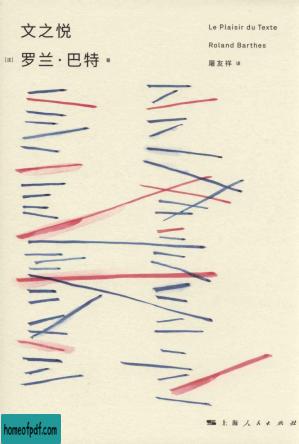 文之悦
Le Plaisir du Texte
Roland Barthes
[法] 罗兰·巴特 著
屠友祥 译
上海人民出版社
homeofpdf.com